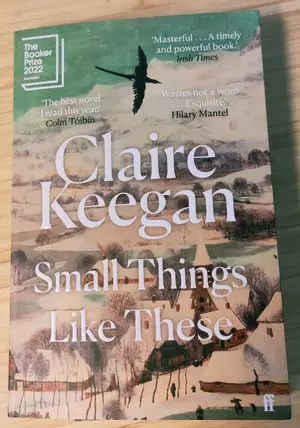 The
Booker
Prize
2022
'Masterful . . . A timely
and powerful book.'
Irish Times
'The best novel
I read this year.'
Colm Tóibín
'Wastes not a word
. . . Exquisite.'
Hilary Mantel
Claire
Keegan
Small Things
Like These
ff